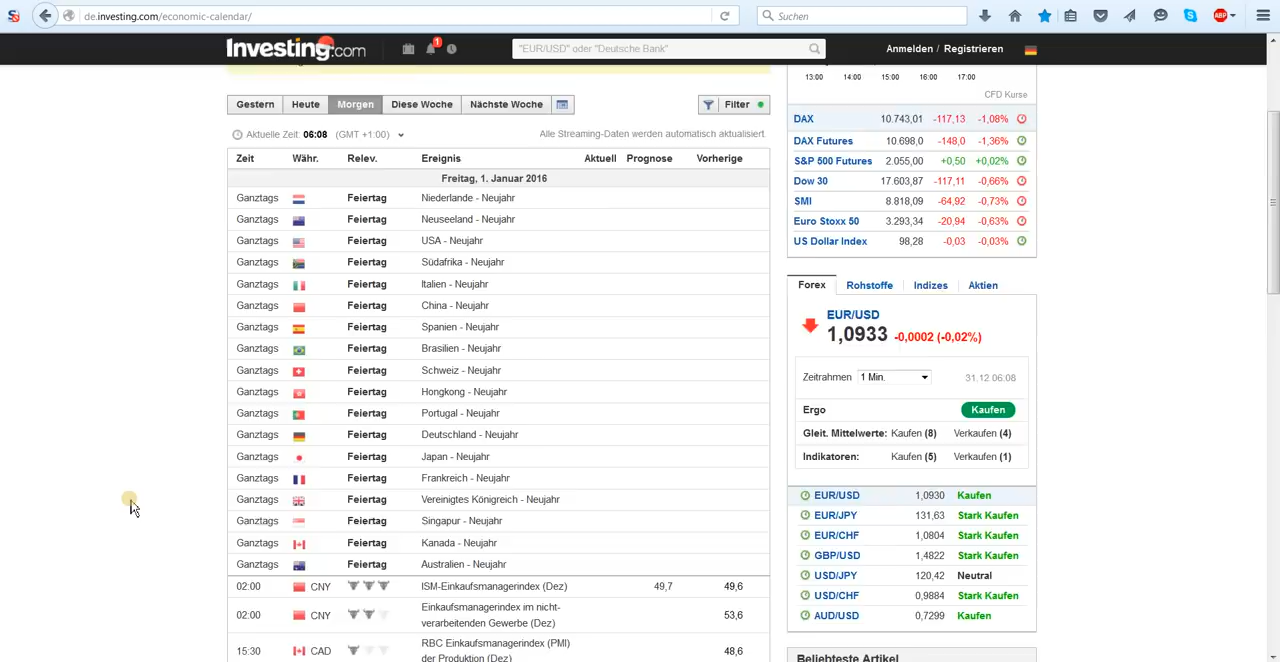 de.investing.com/economic-calendar/
Suchen
ABP
Investing.com
1
"EUR/USD" oder "Deutsche Bank"
Anmelden / Registrieren
13:00 14:00 15:00 16:00 17:00
CFD Kurse
Gestern Heute Morgen Diese Woche Nächste Woche Filter
Aktuelle Zeit: 06:08 (GMT +1:00) Alle Streaming-Daten werden automatisch aktualisiert.
Zeit Währ. Relev. Ereignis Aktuell Prognose Vorherige
Freitag, 1. Januar 2016
Ganztags Feiertag Niederlande - Neujahr
Ganztags Feiertag Neuseeland - Neujahr
Ganztags Feiertag USA - Neujahr
Ganztags Feiertag Südafrika - Neujahr
Ganztags Feiertag Italien - Neujahr
Ganztags Feiertag China - Neujahr
Ganztags Feiertag Spanien - Neujahr
Ganztags Feiertag Brasilien - Neujahr
Ganztags Feiertag Schweiz - Neujahr
Ganztags Feiertag Hongkong - Neujahr
Ganztags Feiertag Portugal - Neujahr
Ganztags Feiertag Deutschland - Neujahr
Ganztags Feiertag Japan - Neujahr
Ganztags Feiertag Frankreich - Neujahr
Ganztags Feiertag Vereinigtes Königreich - Neujahr
Ganztags Feiertag Singapur - Neujahr
Ganztags Feiertag Kanada - Neujahr
Ganztags Feiertag Australien - Neujahr
02:00 CNY ISM-Einkaufsmanagerindex (Dez) 49,7 49,6
02:00 CNY Einkaufsmanagerindex im nicht-
verarbeitenden Gewerbe (Dez) 53,6
15:30 CAD RBC Einkaufsmanagerindex (PMI)
der Produktion (Dez) 48,6
DAX 10.743,01 -117,13 -1,08%
DAX Futures 10.698,0 -148,0 -1,36%
S&P 500 Futures 2.055,00 +0,50 +0,02%
Dow 30 17.603,87 -117,11 -0,66%
SMI 8.818,09 -64,92 -0,73%
Euro Stoxx 50 3.293,34 -20,94 -0,63%
US Dollar Index 98,28 -0,03 -0,03%
Forex Rohstoffe Indizes Aktien
EUR/USD
1,0933 -0,0002 (-0,02%)
Zeitrahmen 1 Min. 31.12 06:08
Ergo Kaufen
Gleit. Mittelwerte: Kaufen (8) Verkaufen (4)
Indikatoren: Kaufen (5) Verkaufen (1)
EUR/USD 1,0930 Kaufen
EUR/JPY 131,63 Stark Kaufen
EUR/CHF 1,0804 Stark Kaufen
GBP/USD 1,4822 Stark Kaufen
USD/JPY 120,42 Neutral
USD/CHF 0,9884 Stark Kaufen
AUD/USD 0,7299 Kaufen
Beliebteste Artikel